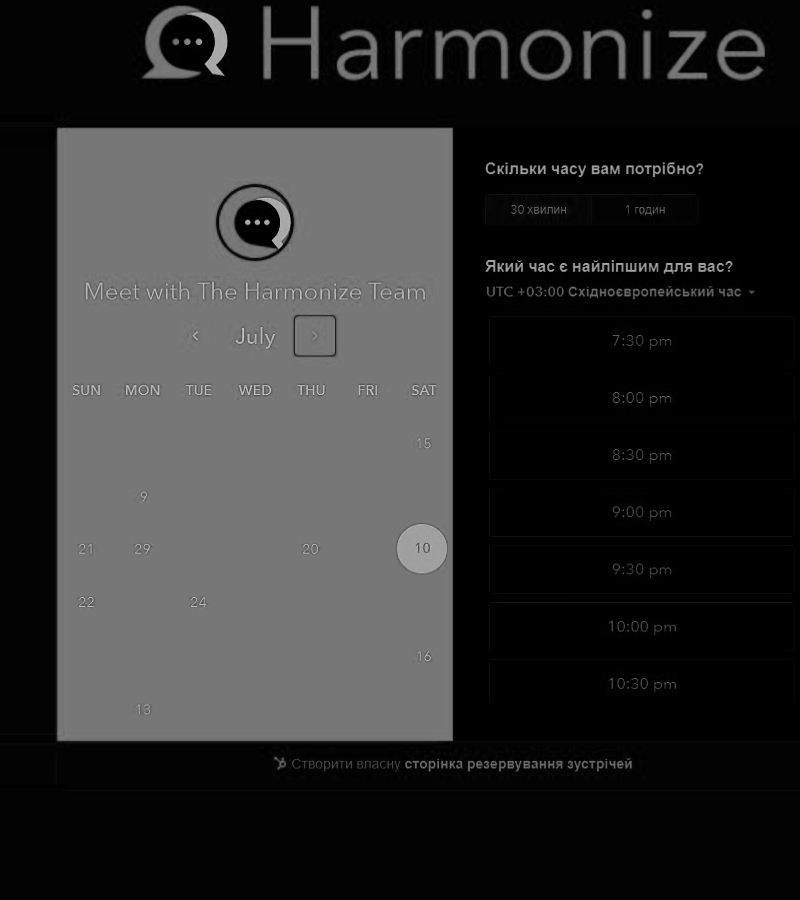 Harmonize
Meet with The Harmonize Team
July
SUN MON TUE WED THU FRI SAT
15
9
21 29 20 10
22 24
16
13
Скільки часу вам потрібно?
30 хвилин 1 годин
Який час є найліпшим для вас?
UTC +03:00 Східноєвропейський час
7:30 pm
8:00 pm
8:30 pm
9:00 pm
9:30 pm
10:00 pm
10:30 pm
Створити власну сторінка резервування зустрічей